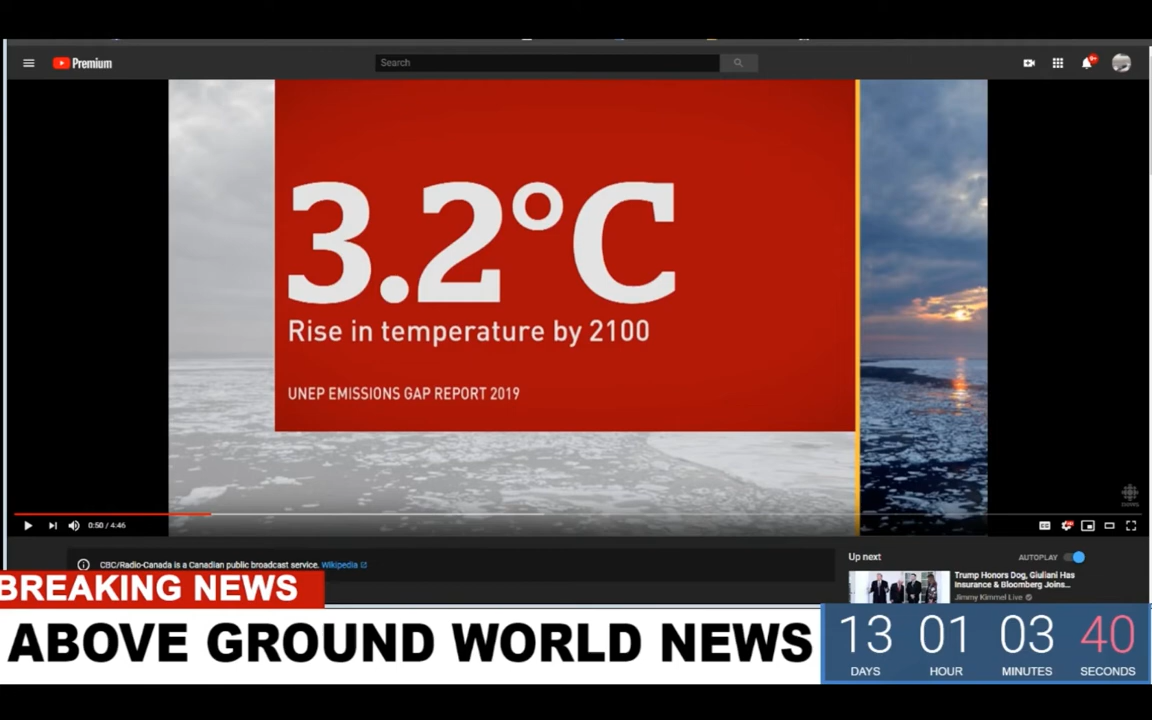 Premium
Search
9+
3.2°C
Rise in temperature by 2100
UNEP EMISSIONS GAP REPORT 2019
news
0:50 / 4:46
CBC/Radio-Canada is a Canadian public broadcast service. Wikipedia
Up next
AUTOPLAY
Trump Honors Dog, Giuliani Has
Insurance & Bloomberg Joins...
Jimmy Kimmel Live
BREAKING NEWS
ABOVE GROUND WORLD NEWS
13 01 03 40
DAYS HOUR MINUTES SECONDS